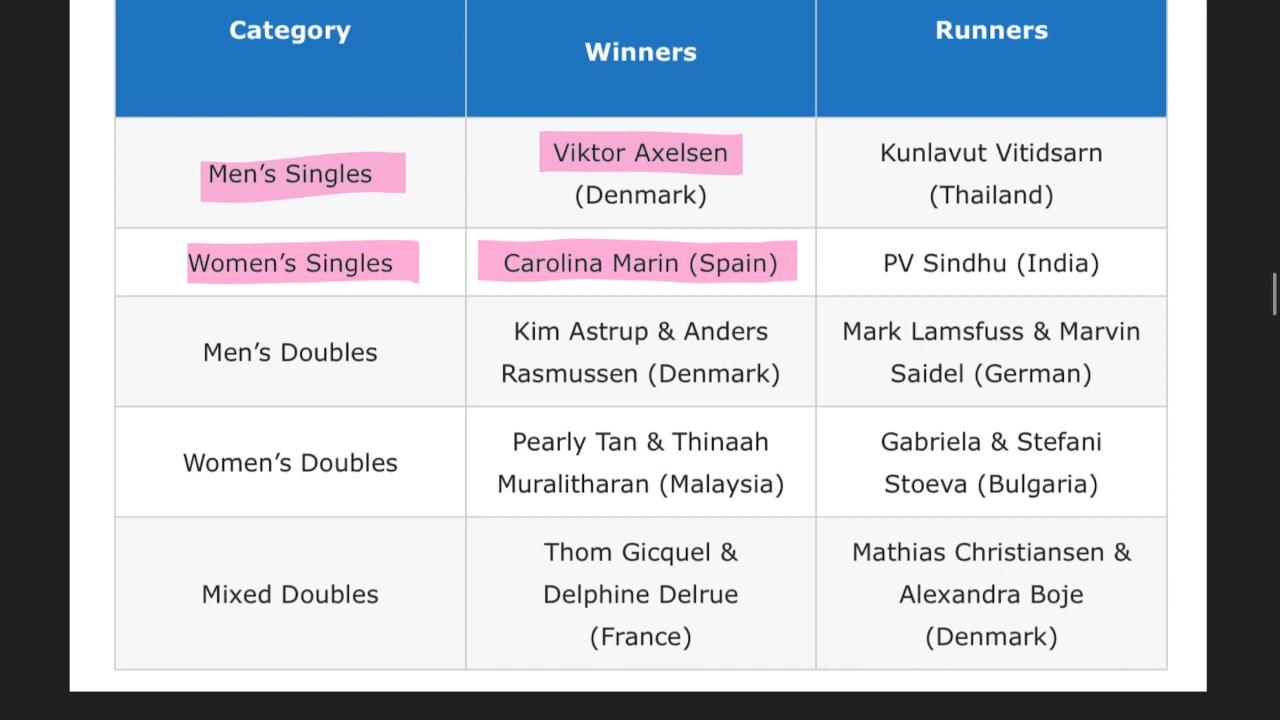 Category
Winners
Runners
Men’s Singles
Viktor Axelsen
(Denmark)
Kunlavut Vitidsarn
(Thailand)
Women’s Singles
Carolina Marin (Spain)
PV Sindhu (India)
Men’s Doubles
Kim Astrup & Anders
Rasmussen (Denmark)
Mark Lamsfuss & Marvin
Saidel (German)
Women’s Doubles
Pearly Tan & Thinaah
Muralitharan (Malaysia)
Gabriela & Stefani
Stoeva (Bulgaria)
Mixed Doubles
Thom Gicquel &
Delphine Delrue
(France)
Mathias Christiansen &
Alexandra Boje
(Denmark)